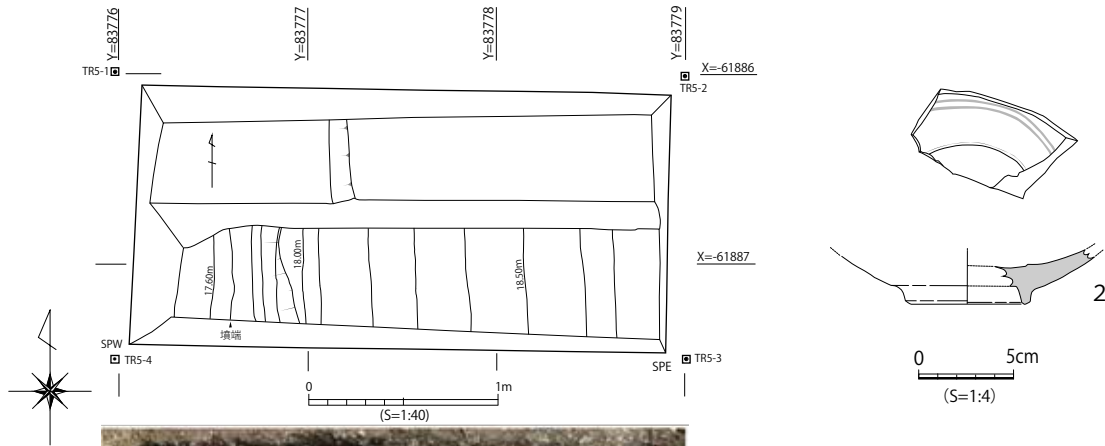 Y=83776
Y=83777
Y=83778
Y=83779
TR5-1
X=-61886
TR5-2
17.60m
18.00m
18.50m
X=-61887
墳端
SPW
TR5-4
SPE
TR5-3
0
1m
(S=1:40)
2
0
5cm
(S=1:4)